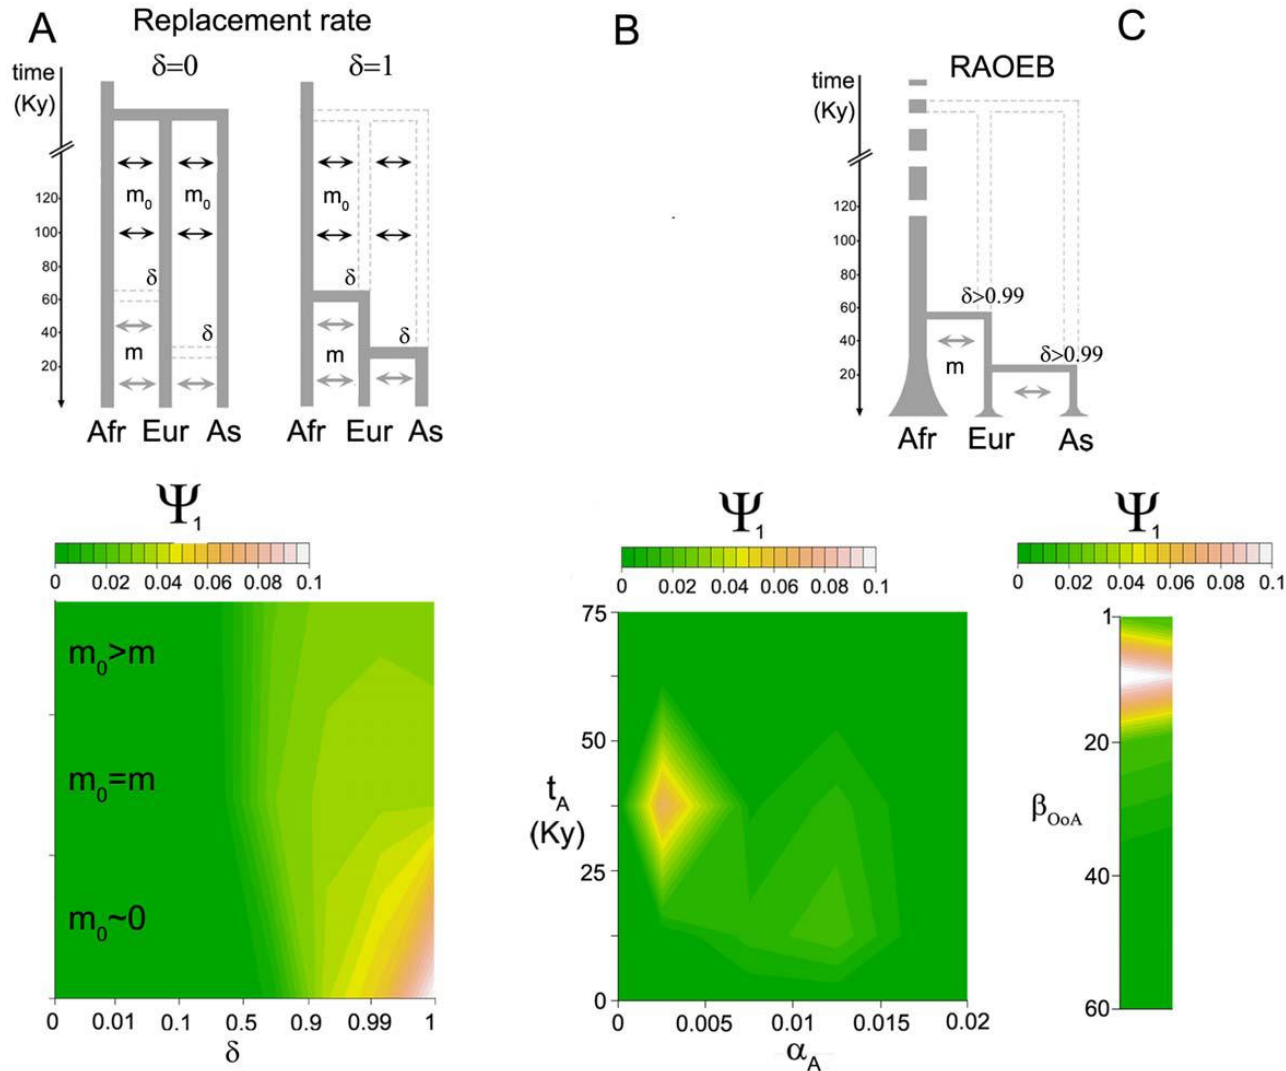 A
Replacement rate
B
C
time
(Ky)
δ=0
δ=1
m₀ m₀
m₀
120
100
80
60
40
20
δ
δ
δ
δ
m
m
Afr Eur As
Afr Eur As
time
(Ky)
RAOEB
120
100
80
60
40
20
δ>0.99
δ>0.99
m
Afr Eur As
Ψ₁
0 0.02 0.04 0.06 0.08 0.1
m₀>m
m₀=m
m₀~0
0 0.01 0.1 0.5 0.9 0.99 1
δ
Ψ₁
0 0.02 0.04 0.06 0.08 0.1
75
50
t_A
(Ky)
25
0
0 0.005 0.01 0.015 0.02
α_A
Ψ₁
0 0.02 0.04 0.06 0.08 0.1
1
20
β_OoA
40
60